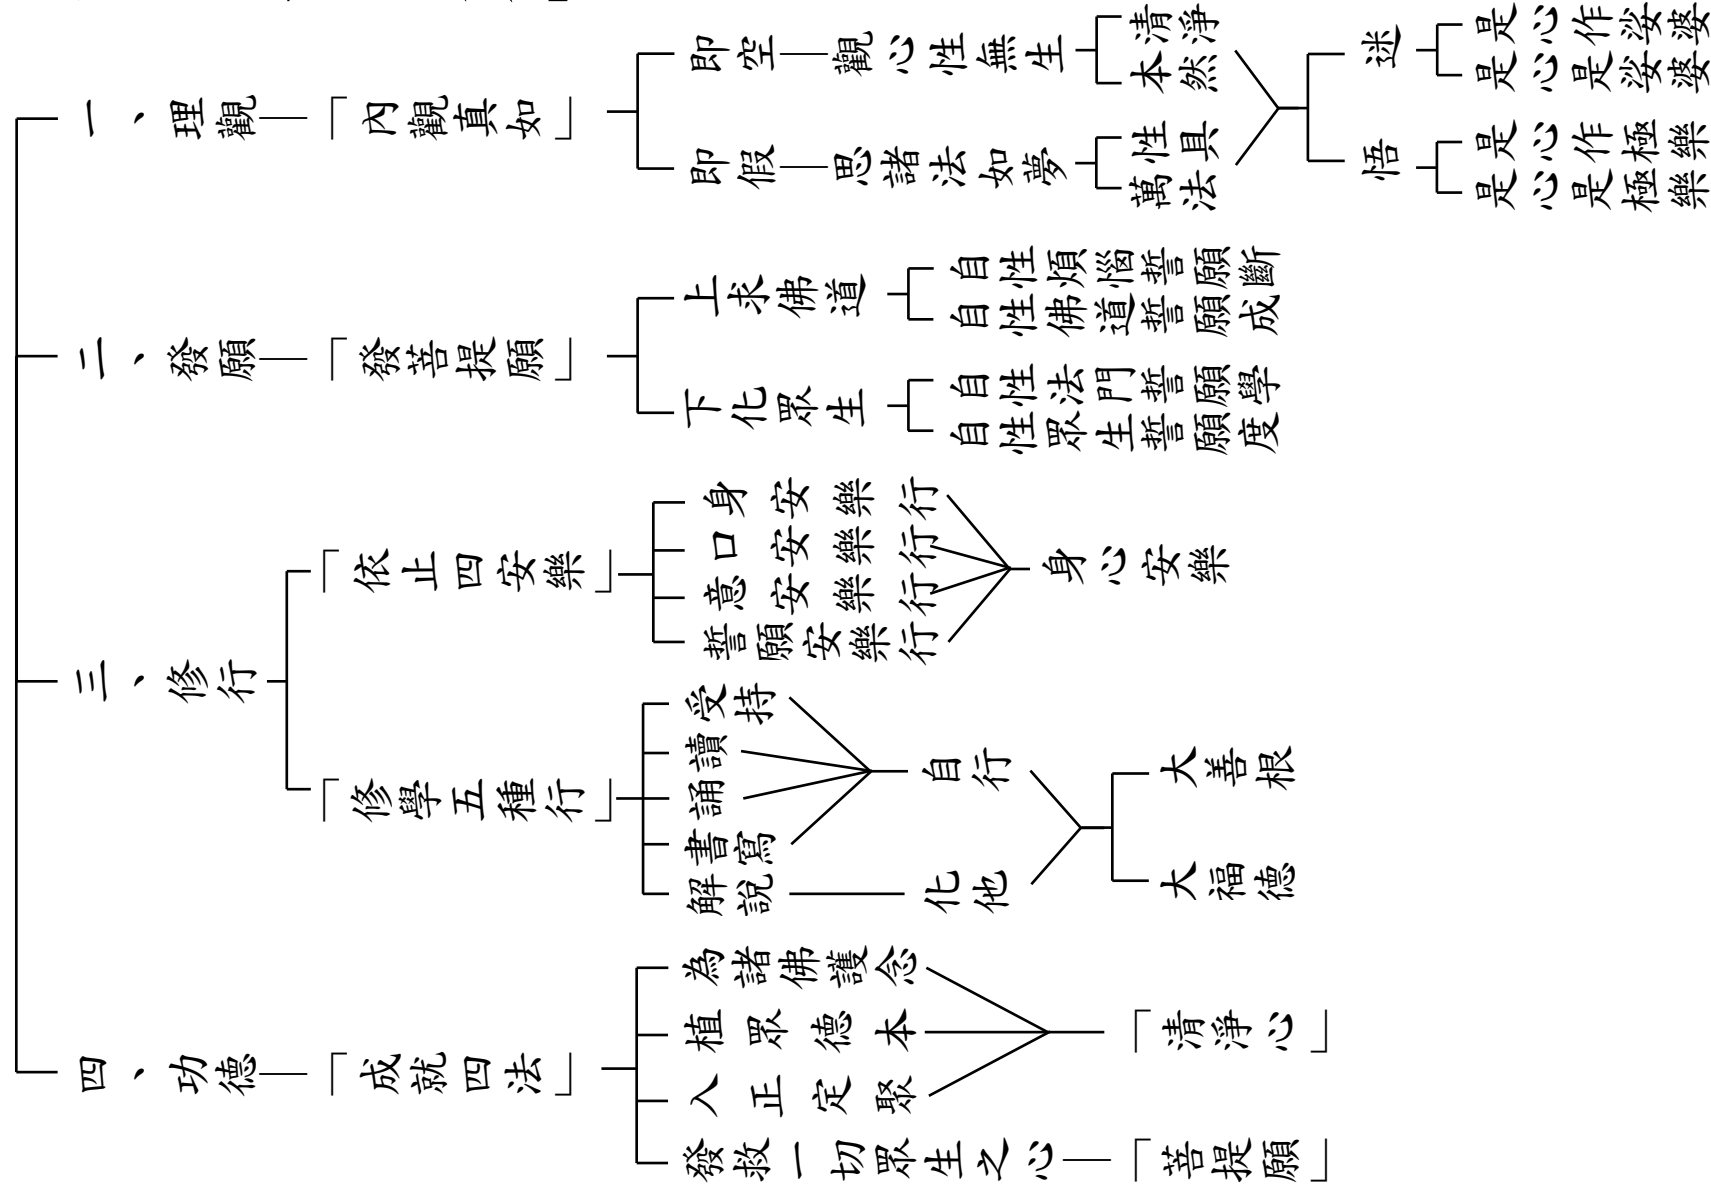 一、理觀—「內觀真如」
即空—觀心性無生
清淨
本然
即假—思諸法如夢
性具
萬法
迷
是心作娑婆
是心是娑婆
悟
是心作極樂
是心是極樂
二、發願—「發菩提願」
上求佛道
自性煩惱誓願斷
自性佛道誓願成
下化眾生
自性法門誓願學
自性眾生誓願度
三、修行
「依止四安樂」
身安樂行
口安樂行
意安樂行
誓願安樂行
身心安樂
「修學五種行」
受持
讀
誦
書寫
解說
自行
化他
大善根
大福德
四、功德—「成就四法」
為諸佛護念
植眾德本
入正定聚
「清淨心」
發救一切眾生之心—「菩提願」